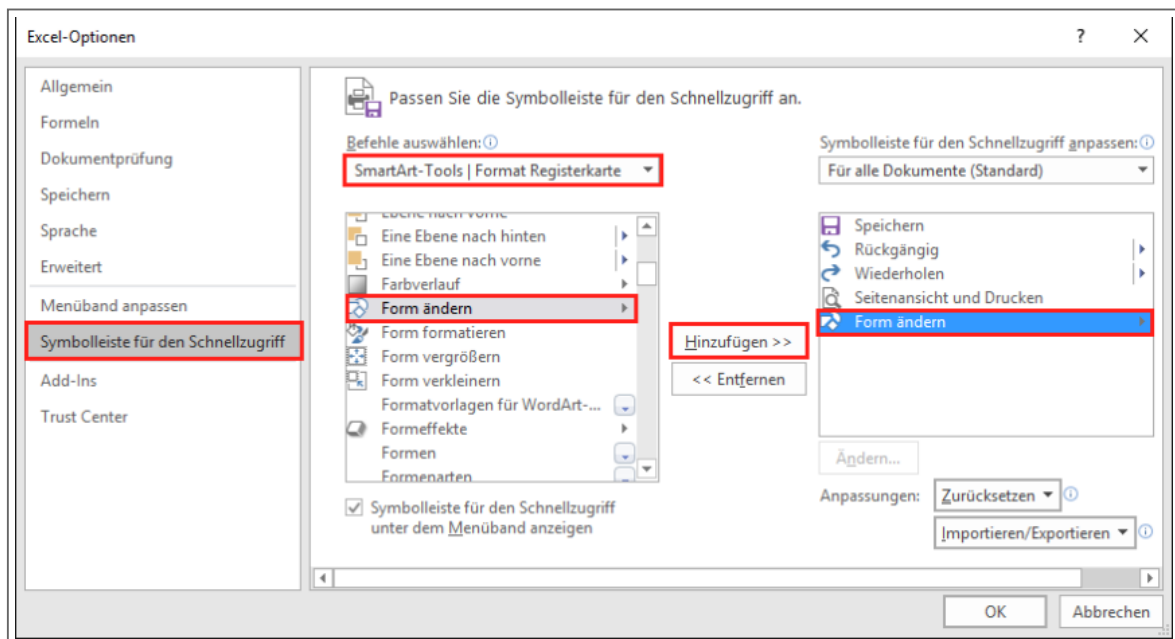 Excel-Optionen
?
Allgemein
Formeln
Dokumentprüfung
Speichern
Sprache
Erweitert
Menüband anpassen
Symbolleiste für den Schnellzugriff
Add-Ins
Trust Center
Passen Sie die Symbolleiste für den Schnellzugriff an.
Befehle auswählen:
SmartArt-Tools | Format Registerkarte
Ebene nach vorne
Eine Ebene nach hinten
Eine Ebene nach vorne
Farbverlauf
Form ändern
Form formatieren
Form vergrößern
Form verkleinern
Formatvorlagen für WordArt-...
Formeffekte
Formen
Formenarten
Symbolleiste für den Schnellzugriff
unter dem Menüband anzeigen
Hinzufügen >>
<< Entfernen
Symbolleiste für den Schnellzugriff anpassen:
Für alle Dokumente (Standard)
Speichern
Rückgängig
Wiederholen
Seitenansicht und Drucken
Form ändern
Ändern...
Anpassungen:
Zurücksetzen
Importieren/Exportieren
OK
Abbrechen